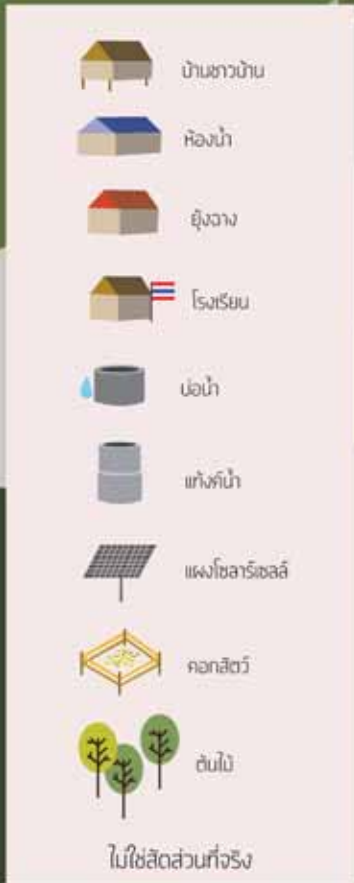 บ้านชาวบ้าน
ห้องน้ำ
ยุ้งฉาง
โรงเรียน
บ่อน้ำ
แท้งค์น้ำ
แผงโซลาร์เซลล์
คอกสัตว์
ต้นไม้
ไม่ใช่สัดส่วนที่จริง